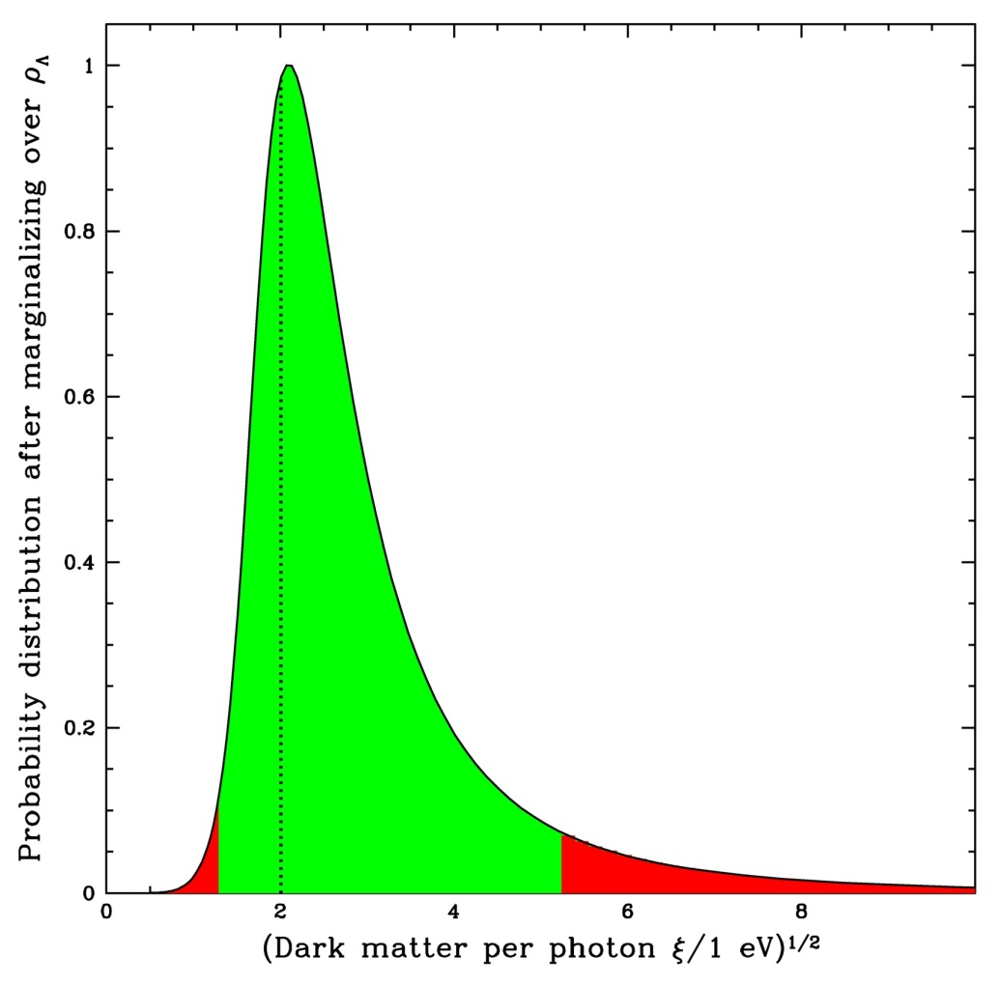 Probability distribution after marginalizing over ρ_Λ
1
0.8
0.6
0.4
0.2
0
0 2 4 6 8
(Dark matter per photon ξ/1 eV)^1/2